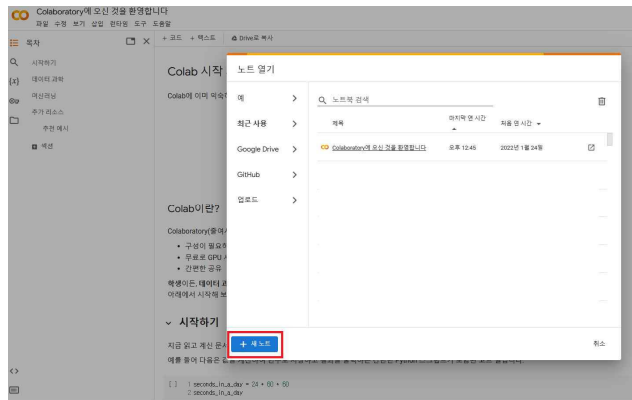 Colaboratory에 오신 것을 환영합니다
파일 수정 보기 삽입 런타임 도구 도움말
목차
+ 코드 + 텍스트 Drive로 복사
시작하기
데이터 과학
머신러닝
추가 리소스
추천 예시
섹션
Colab 시작
Colab에 이미 익숙
노트 열기
예
최근 사용
Google Drive
GitHub
업로드
노트북 검색
제목 마지막 연 시간 처음 연 시간
Colaboratory에 오신 것을 환영합니다 오후 12:45 2022년 1월 24일
Colab이란?
Colaboratory(줄여서
• 구성이 필요하
• 무료로 GPU
• 간편한 공유
학생이든, 데이터 과
아래에서 시작해 보
시작하기
지금 읽고 계신 문서
+ 새 노트
취소
예를 들어 다음은 값을
[ ] 1 seconds_in_a_day = 24 * 60 * 60
2 seconds_in_a_day